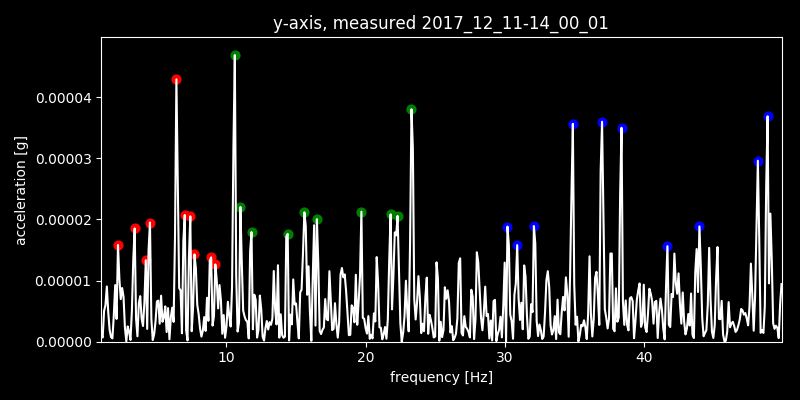 y-axis, measured 2017_12_11-14_00_01
acceleration [g]
0.00004
0.00003
0.00002
0.00001
0.00000
10 20 30 40
frequency [Hz]